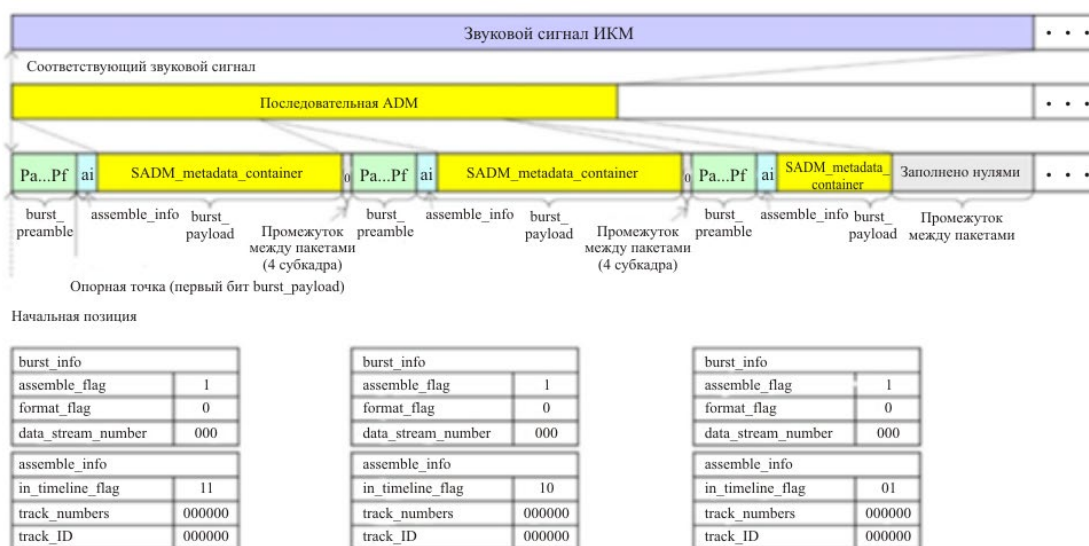 Звуковой сигнал ИКМ • • •
Соответствующий звуковой сигнал
Последовательная ADM • • •
Pa...Pf ai SADM_metadata_container 0 Pa...Pf ai SADM_metadata_container 0 Pa...Pf ai SADM_metadata_ container Заполнено нулями • • •
burst_ preamble assemble_info burst_ payload Промежуток между пакетами (4 субкадра) burst_ preamble assemble_info burst_ payload Промежуток между пакетами (4 субкадра) burst_ preamble assemble_info burst_ payload Промежуток между пакетами
Опорная точка (первый бит burst_payload)
Начальная позиция
burst_info
assemble_flag 1
format_flag 0
data_stream_number 000
assemble_info
in_timeline_flag 11
track_numbers 000000
track_ID 000000
burst_info
assemble_flag 1
format_flag 0
data_stream_number 000
assemble_info
in_timeline_flag 10
track_numbers 000000
track_ID 000000
burst_info
assemble_flag 1
format_flag 0
data_stream_number 000
assemble_info
in_timeline_flag 01
track_numbers 000000
track_ID 000000